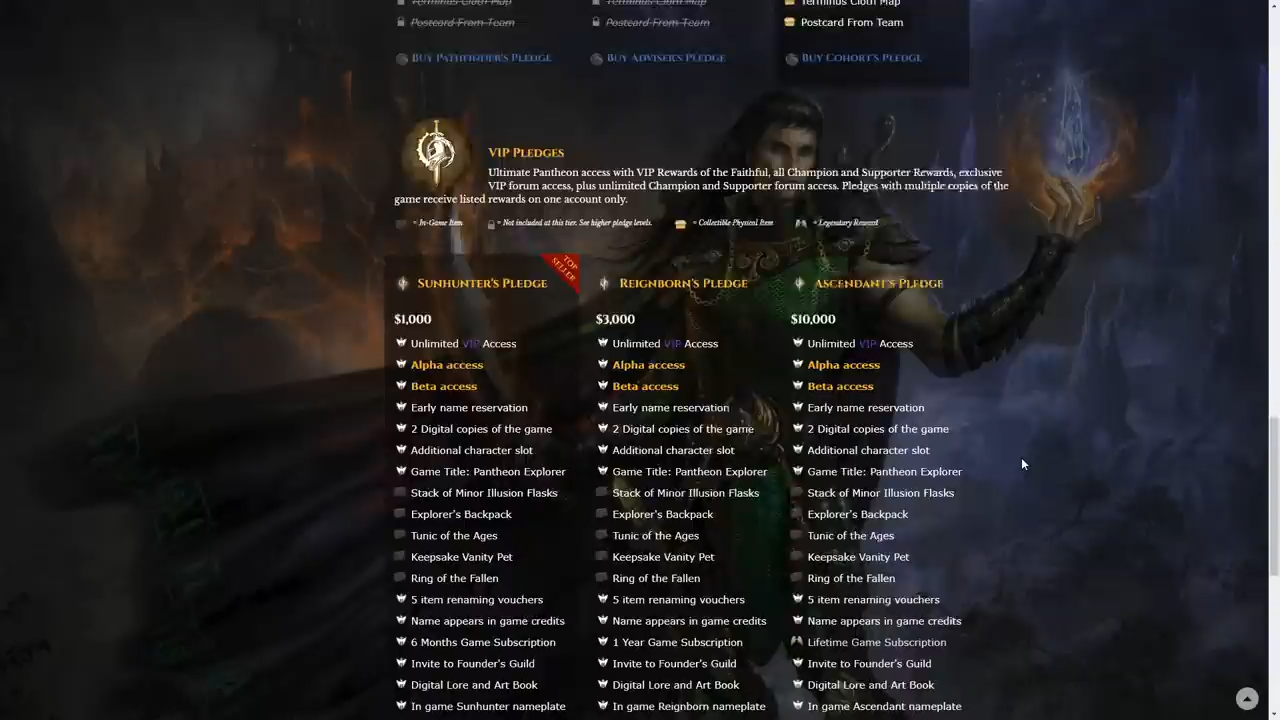 Terminus Cloth Map
Terminus Cloth Map
Terminus Cloth Map
Postcard From Team
Postcard From Team
Postcard From Team
Buy Pathfinder's Pledge
Buy Adviser's Pledge
Buy Cohort's Pledge
VIP Pledges
Ultimate Pantheon access with VIP Rewards of the Faithful, all Champion and Supporter Rewards, exclusive
VIP forum access, plus unlimited Champion and Supporter forum access. Pledges with multiple copies of the
game receive listed rewards on one account only.
= In-Game Item
= Not included at this tier. See higher pledge levels.
= Collectible Physical Item
= Legendary Reward
TOP
SELLER
Sunhunter's Pledge
$1,000
Unlimited VIP Access
Alpha access
Beta access
Early name reservation
2 Digital copies of the game
Additional character slot
Game Title: Pantheon Explorer
Stack of Minor Illusion Flasks
Explorer's Backpack
Tunic of the Ages
Keepsake Vanity Pet
Ring of the Fallen
5 item renaming vouchers
Name appears in game credits
6 Months Game Subscription
Invite to Founder's Guild
Digital Lore and Art Book
In game Sunhunter nameplate
Reignborn's Pledge
$3,000
Unlimited VIP Access
Alpha access
Beta access
Early name reservation
2 Digital copies of the game
Additional character slot
Game Title: Pantheon Explorer
Stack of Minor Illusion Flasks
Explorer's Backpack
Tunic of the Ages
Keepsake Vanity Pet
Ring of the Fallen
5 item renaming vouchers
Name appears in game credits
1 Year Game Subscription
Invite to Founder's Guild
Digital Lore and Art Book
In game Reignborn nameplate
Ascendant's Pledge
$10,000
Unlimited VIP Access
Alpha access
Beta access
Early name reservation
2 Digital copies of the game
Additional character slot
Game Title: Pantheon Explorer
Stack of Minor Illusion Flasks
Explorer's Backpack
Tunic of the Ages
Keepsake Vanity Pet
Ring of the Fallen
5 item renaming vouchers
Name appears in game credits
Lifetime Game Subscription
Invite to Founder's Guild
Digital Lore and Art Book
In game Ascendant nameplate